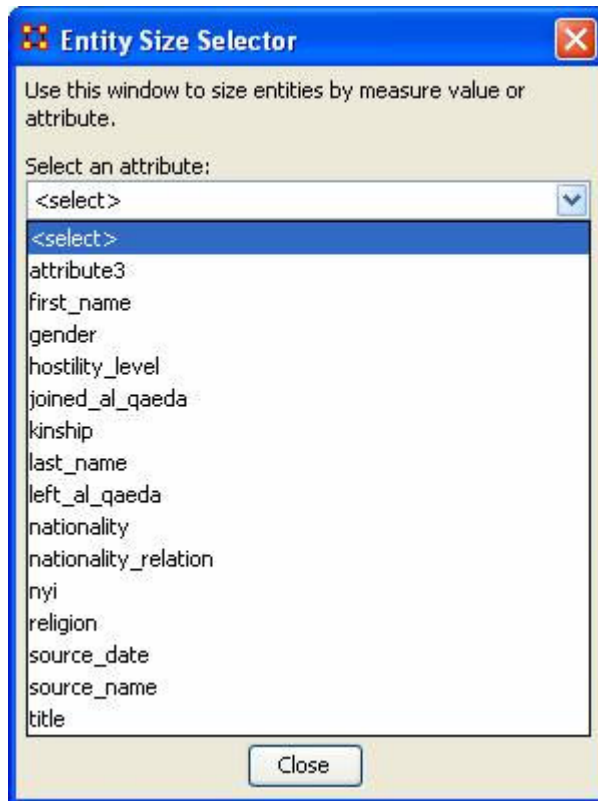 Entity Size Selector
Use this window to size entities by measure value or
attribute.
Select an attribute:
<select>
<select>
attribute3
first_name
gender
hostility_level
joined_al_qaeda
kinship
last_name
left_al_qaeda
nationality
nationality_relation
nyi
religion
source_date
source_name
title
Close